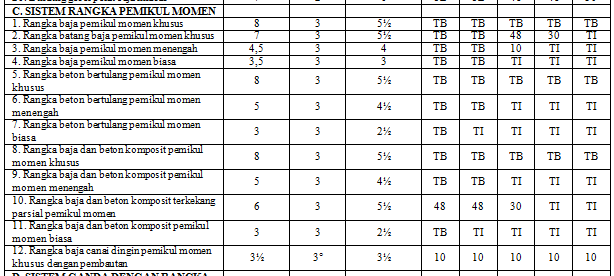 C. SISTEM RANGKA PEMIKUL MOMEN
1. Rangka baja pemikul momen khusus 8 3 5½ TB TB TB TB TB
2. Rangka batang baja pemikul momen khusus 7 3 5½ TB TB 48 30 TI
3. Rangka baja pemikul momen menengah 4,5 3 4 TB TB 10 TI TI
4. Rangka baja pemikul momen biasa 3,5 3 3 TB TB TI TI TI
5. Rangka beton bertulang pemikul momen
khusus 8 3 5½ TB TB TB TB TB
6. Rangka beton bertulang pemikul momen
menengah 5 3 4½ TB TB TI TI TI
7. Rangka beton bertulang pemikul momen
biasa 3 3 2½ TB TI TI TI TI
8. Rangka baja dan beton komposit pemikul
momen khusus 8 3 5½ TB TB TB TB TB
9. Rangka baja dan beton komposit pemikul
momen menengah 5 3 4½ TB TB TI TI TI
10. Rangka baja dan beton komposit terkekang
parsial pemikul momen 6 3 5½ 48 48 30 TI TI
11. Rangka baja dan beton komposit pemikul
momen biasa 3 3 2½ TB TI TI TI TI
12. Rangka baja canai dingin pemikul momen
khusus dengan pembautan 3½ 3° 3½ 10 10 10 10 10
D. SISTEM GANDA DENGAN RANGKA